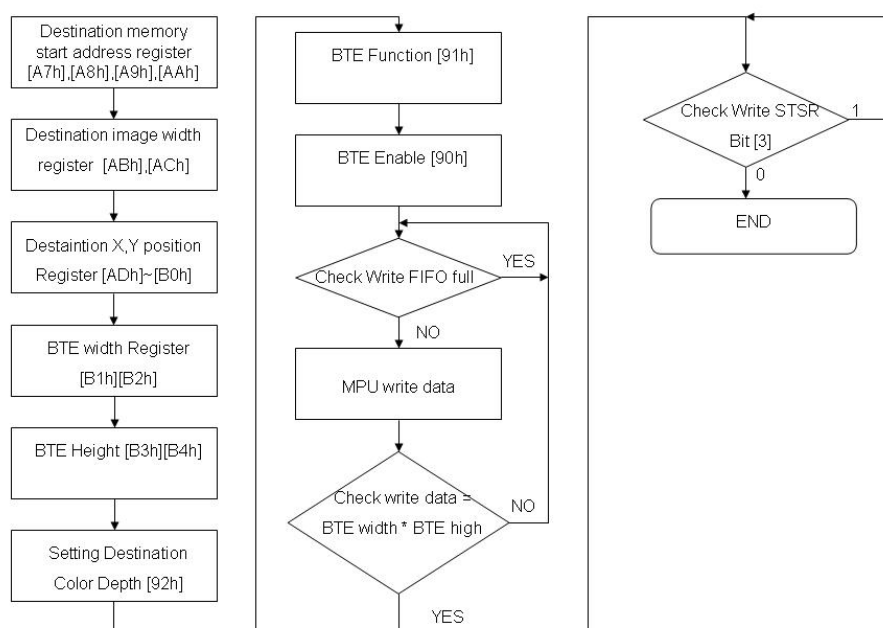 Destination memory
start address register
[A7h],[A8h],[A9h],[AAh]
Destination image width
register [ABh],[ACh]
Destaintion X,Y position
Register [ADh]~[B0h]
BTE width Register
[B1h][B2h]
BTE Height [B3h][B4h]
Setting Destination
Color Depth [92h]
BTE Function [91h]
BTE Enable [90h]
Check Write FIFO full
YES
NO
MPU write data
Check write data =
BTE width * BTE high
NO
YES
Check Write STSR
Bit [3]
1
0
END